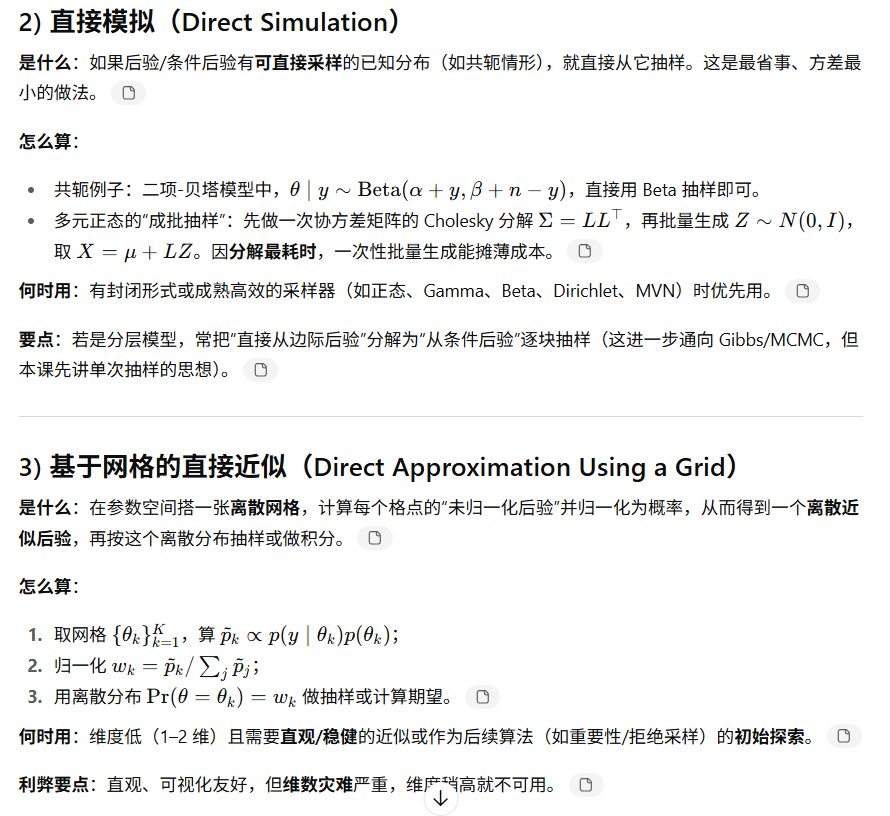 2) 直接模拟（Direct Simulation）
是什么：如果后验/条件后验有可直接采样的已知分布（如共轭情形），就直接从它抽样。这是最省事、方差最
小的做法。
怎么算：
• 共轭例子：二项-贝塔模型中，θ | y ∼ Beta(α + y, β + n − y)，直接用 Beta 抽样即可。
• 多元正态的“成批抽样”：先做一次协方差矩阵的 Cholesky 分解 Σ = LL⊤，再批量生成 Z ∼ N(0, I)，
取 X = μ + LZ。因分解最耗时，一次性批量生成能摊薄成本。
何时用：有封闭形式或成熟高效的采样器（如正态、Gamma、Beta、Dirichlet、MVN）时优先用。
要点：若是分层模型，常把“直接从边际后验”分解为“从条件后验”逐块抽样（这进一步通向 Gibbs/MCMC，但
本课先讲单次抽样的思想）。
3) 基于网格的直接近似（Direct Approximation Using a Grid）
是什么：在参数空间搭一张离散网格，计算每个格点的“未归一化后验”并归一化为概率，从而得到一个离散近
似后验，再按这个离散分布抽样或做积分。
怎么算：
1. 取网格 {θₖ}ᴷₖ₌₁，算 p̃ₖ ∝ p(y | θₖ)p(θₖ)；
2. 归一化 wₖ = p̃ₖ/ ∑ⱼ p̃ⱼ；
3. 用离散分布 Pr(θ = θₖ) = wₖ 做抽样或计算期望。
何时用：维度低（1–2 维）且需要直观/稳健的近似或作为后续算法（如重要性/拒绝采样）的初始探索。
利弊要点：直观、可视化友好，但维数灾难严重，维度稍高就不可用。